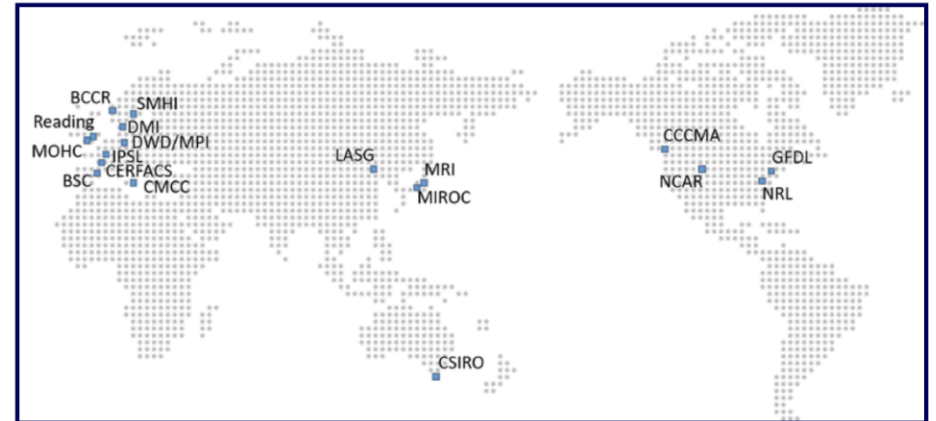 BCCR
SMHI
Reading
DMI
DWD/MPI
MOHC
IPSL
CERFACS
BSC
CMCC
LASG
MRI
MIROC
CSIRO
CCCMA
GFDL
NCAR
NRL